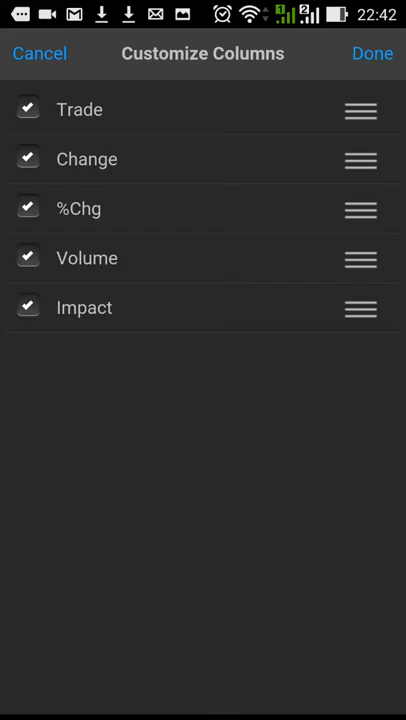 22:42
Cancel Customize Columns Done
Trade
Change
%Chg
Volume
Impact